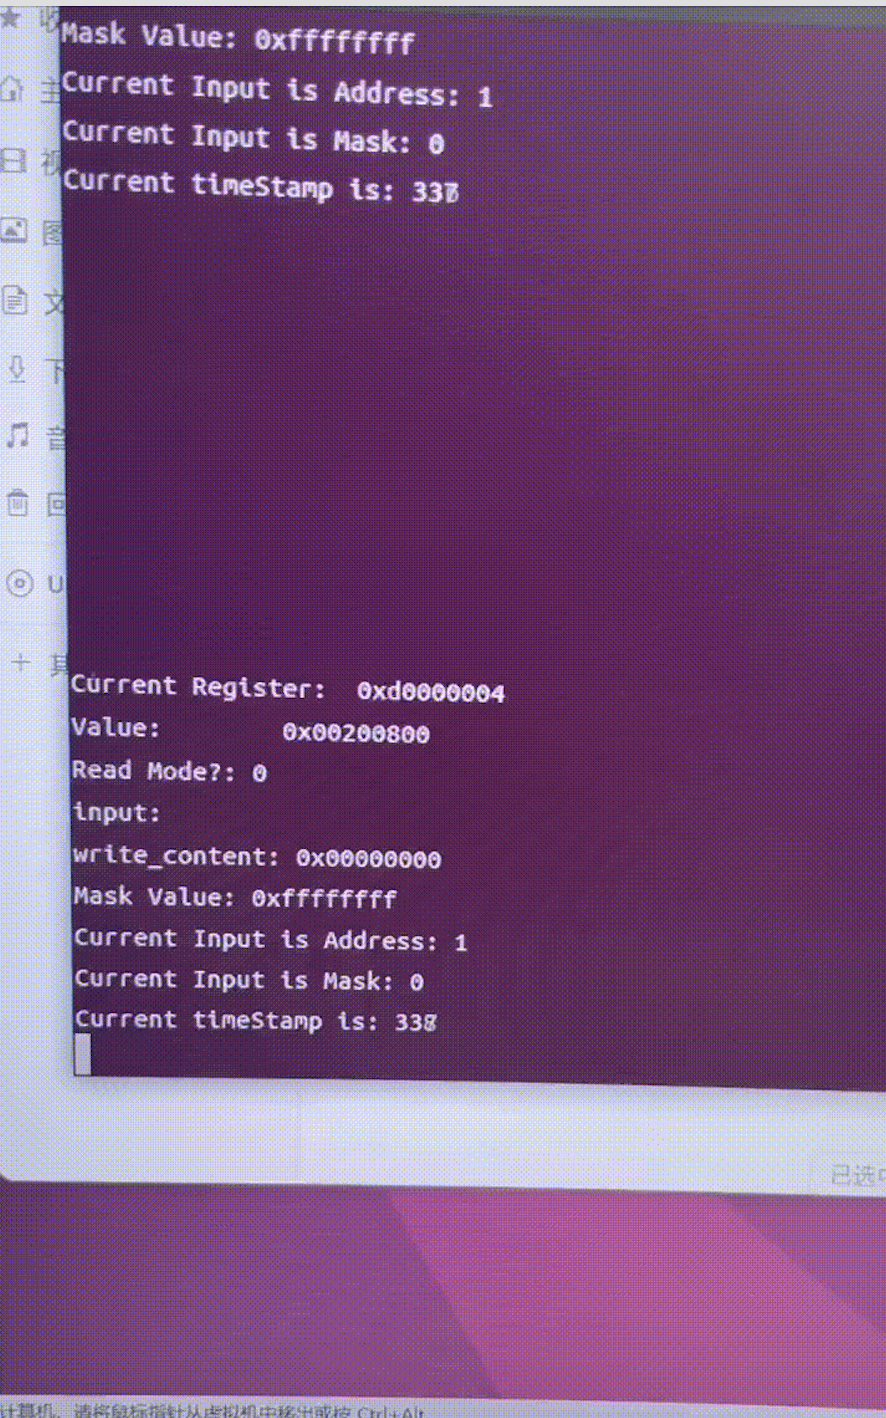 Mask Value: 0xffffffff
Current Input is Address: 1
Current Input is Mask: 0
Current timeStamp is:
主
视
图
文
下
音
回
U
其
Current Register: 0xd0000004
Value: 0x00200800
Read Mode?: 0
input:
write_content: 0x00000000
Mask Value: 0xffffffff
Current Input is Address: 1
Current Input is Mask: 0
Current timeStamp is:
已选中
计算机，请将鼠标指针从虚拟机中移出或按 Ctrl+Alt